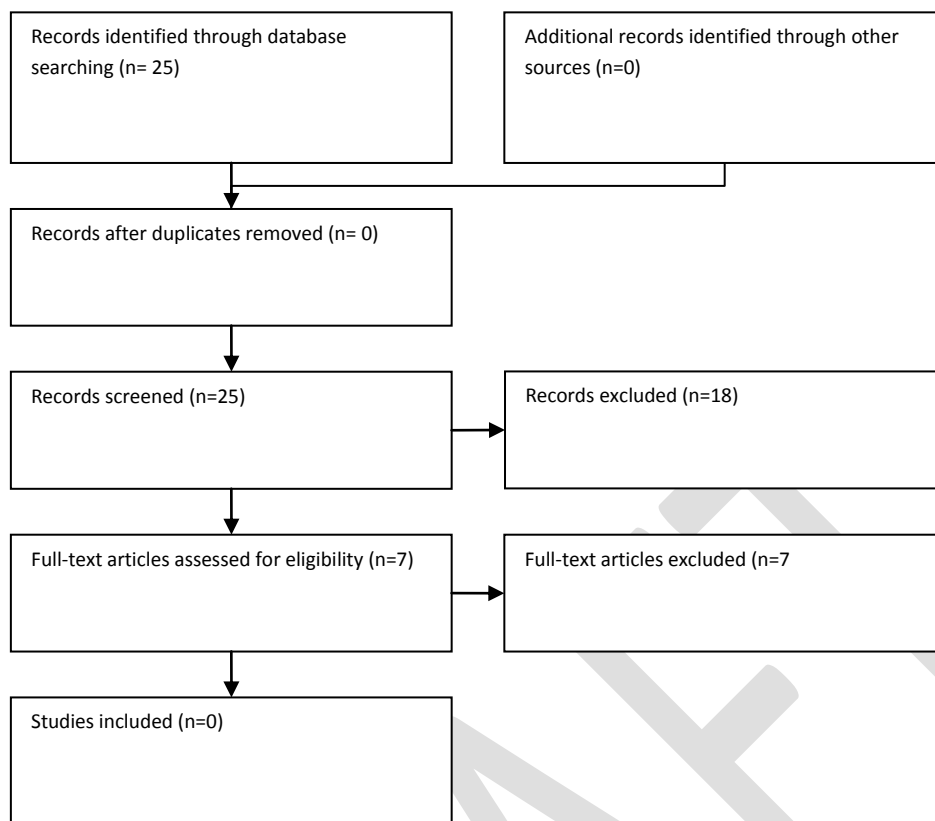 Records identified through database
searching (n= 25)
Additional records identified through other
sources (n=0)
Records after duplicates removed (n= 0)
Records screened (n=25)
Records excluded (n=18)
Full-text articles assessed for eligibility (n=7)
Full-text articles excluded (n=7
Studies included (n=0)